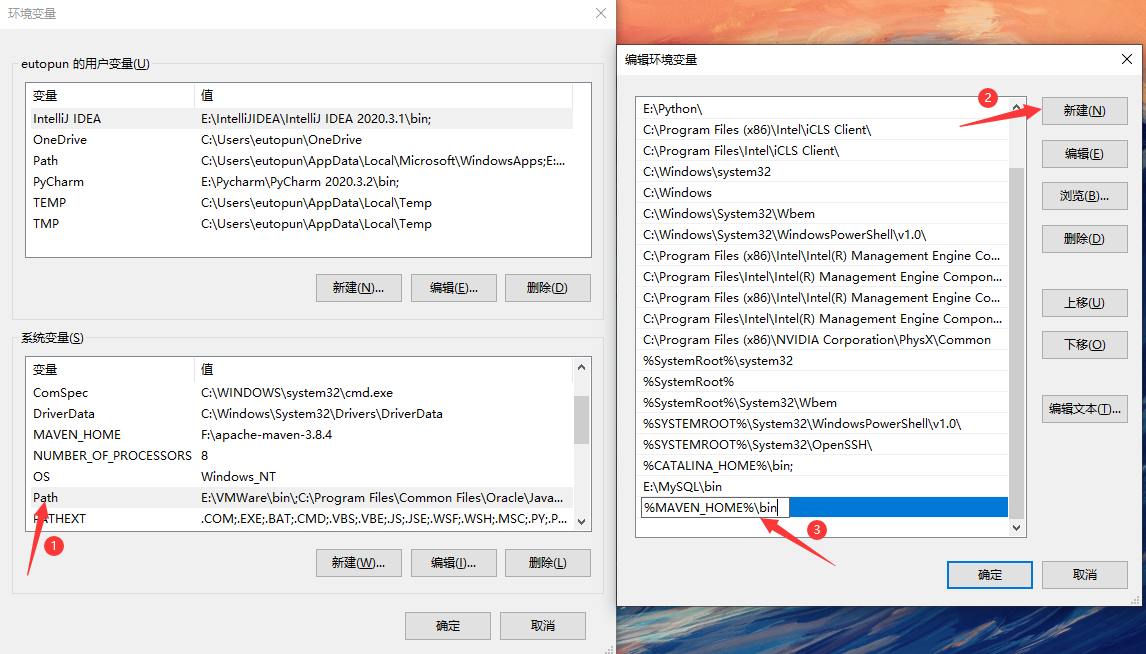 环境变量
eutopun 的用户变量(U)
变量 值
IntelliJ IDEA E:\IntelliJIDEA\IntelliJ IDEA 2020.3.1\bin;
OneDrive C:\Users\eutopun\OneDrive
Path C:\Users\eutopun\AppData\Local\Microsoft\WindowsApps;E:...
PyCharm E:\Pycharm\PyCharm 2020.3.2\bin;
TEMP C:\Users\eutopun\AppData\Local\Temp
TMP C:\Users\eutopun\AppData\Local\Temp
新建(N)... 编辑(E)... 删除(D)
系统变量(S)
变量 值
ComSpec C:\WINDOWS\system32\cmd.exe
DriverData C:\Windows\System32\Drivers\DriverData
MAVEN_HOME F:\apache-maven-3.8.4
NUMBER_OF_PROCESSORS 8
OS Windows_NT
Path E:\VMWare\bin\;C:\Program Files\Common Files\Oracle\Java...
PATHEXT .COM;.EXE;.BAT;.CMD;.VBS;.VBE;.JS;.JSE;.WSF;.WSH;.MSC;.PY;.P...
1
新建(W)... 编辑(I)... 删除(L)
确定 取消
编辑环境变量
E:\Python\
C:\Program Files (x86)\Intel\iCLS Client\
C:\Program Files\Intel\iCLS Client\
C:\Windows\system32
C:\Windows
C:\Windows\System32\Wbem
C:\Windows\System32\WindowsPowerShell\v1.0\
C:\Program Files (x86)\Intel\Intel(R) Management Engine Co...
C:\Program Files\Intel\Intel(R) Management Engine Compon...
C:\Program Files (x86)\Intel\Intel(R) Management Engine Co...
C:\Program Files\Intel\Intel(R) Management Engine Compon...
C:\Program Files (x86)\NVIDIA Corporation\PhysX\Common
%SystemRoot%\system32
%SystemRoot%
%SystemRoot%\System32\Wbem
%SYSTEMROOT%\System32\WindowsPowerShell\v1.0\
%SYSTEMROOT%\System32\OpenSSH\
%CATALINA_HOME%\bin;
E:\MySQL\bin
%MAVEN_HOME%\bin
2
3
新建(N)
编辑(E)
浏览(B)...
删除(D)
上移(U)
下移(O)
编辑文本(T)...
确定 取消